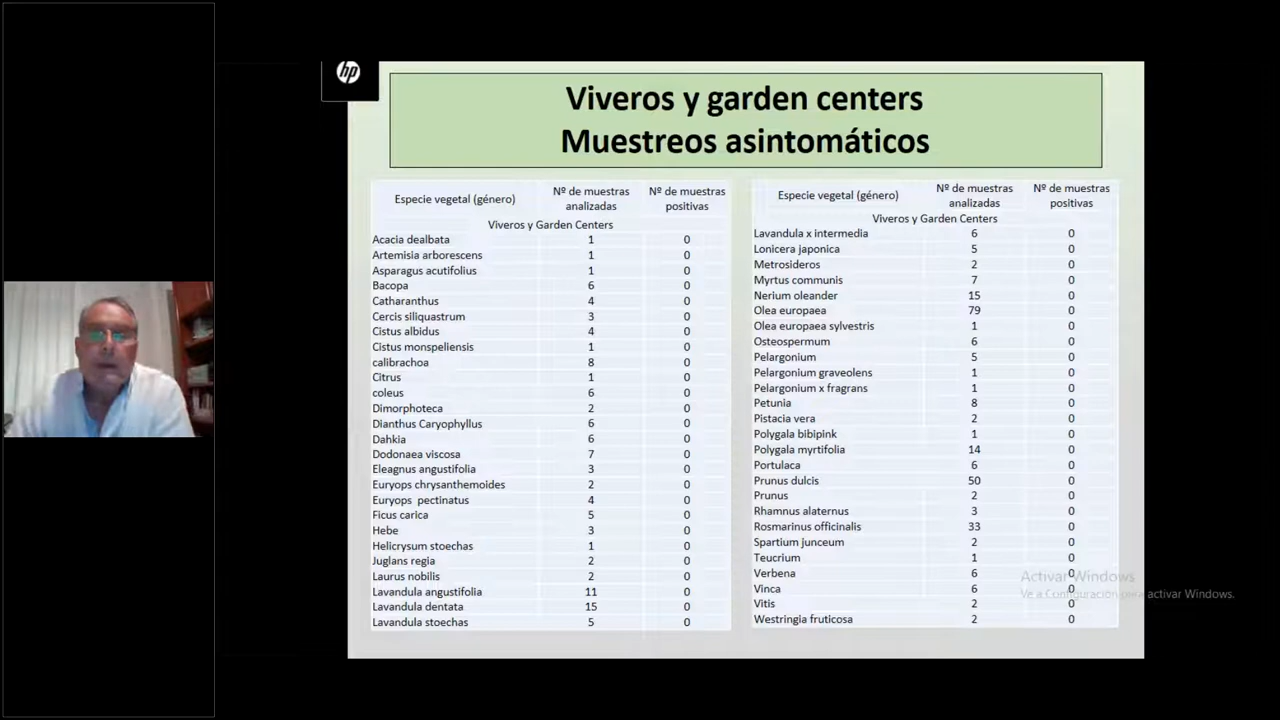 hp
Viveros y garden centers
Muestreos asintomáticos
Especie vegetal (género) Nº de muestras analizadas Nº de muestras positivas
Viveros y Garden Centers
Acacia dealbata 1 0
Artemisia arborescens 1 0
Asparagus acutifolius 1 0
Bacopa 6 0
Catharanthus 4 0
Cercis siliquastrum 3 0
Cistus albidus 4 0
Cistus monspeliensis 1 0
calibrachoa 8 0
Citrus 1 0
coleus 6 0
Dimorphoteca 2 0
Dianthus Caryophyllus 6 0
Dahkia 6 0
Dodonaea viscosa 7 0
Eleagnus angustifolia 3 0
Euryops chrysanthemoides 2 0
Euryops pectinatus 4 0
Ficus carica 5 0
Hebe 3 0
Helicrysum stoechas 1 0
Juglans regia 2 0
Laurus nobilis 2 0
Lavandula angustifolia 11 0
Lavandula dentata 15 0
Lavandula stoechas 5 0
Especie vegetal (género) Nº de muestras analizadas Nº de muestras positivas
Viveros y Garden Centers
Lavandula x intermedia 6 0
Lonicera japonica 5 0
Metrosideros 2 0
Myrtus communis 7 0
Nerium oleander 15 0
Olea europaea 79 0
Olea europaea sylvestris 1 0
Osteospermum 6 0
Pelargonium 5 0
Pelargonium graveolens 1 0
Pelargonium x fragrans 1 0
Petunia 8 0
Pistacia vera 2 0
Polygala bibipink 1 0
Polygala myrtifolia 14 0
Portulaca 6 0
Prunus dulcis 50 0
Prunus 2 0
Rhamnus alaternus 3 0
Rosmarinus officinalis 33 0
Spartium junceum 2 0
Teucrium 1 0
Verbena 6 0
Vinca 6 0
Vitis 2 0
Westringia fruticosa 2 0
Activar Windows
Ve a Configuración para activar Windows.